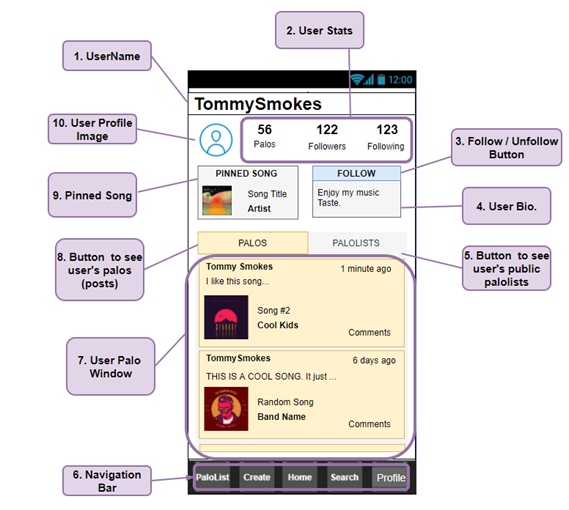 2. User Stats
1. UserName
12:00
TommySmokes
10. User Profile
Image
56
Palos
122
Followers
123
Following
3. Follow / Unfollow
Button
PINNED SONG
Song Title
Artist
FOLLOW
Enjoy my music
Taste.
9. Pinned Song
4. User Bio.
8. Button to see
user's palos
(posts)
PALOS
PALOLISTS
5. Button to see
user's public
palolists
Tommy Smokes
1 minute ago
I like this song...
Song #2
Cool Kids
Comments
7. User Palo
Window
TommySmokes
6 days ago
THIS IS A COOL SONG. It just ...
Random Song
Band Name
Comments
6. Navigation
Bar
PaloList
Create
Home
Search
Profile